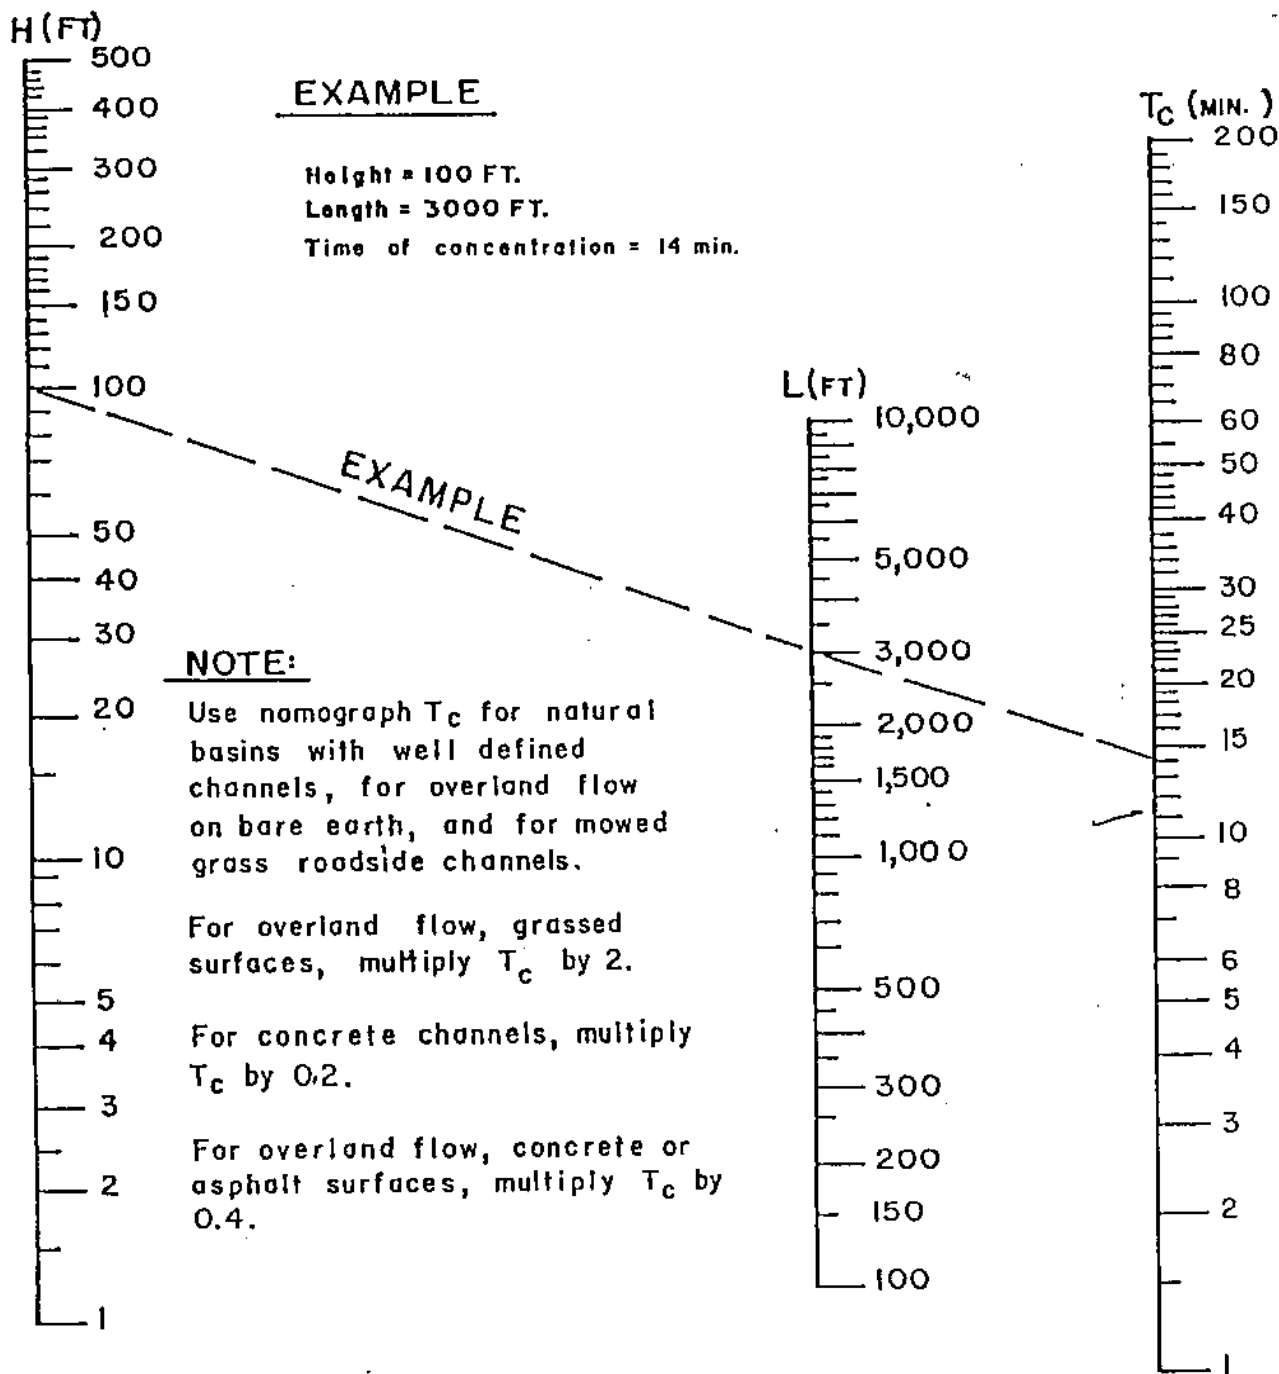 H (FT)
500
400
300
200
150
100
50
40
30
20
10
5
4
3
2
1
EXAMPLE
Height = 100 FT.
Length = 3000 FT.
Time of concentration = 14 min.
EXAMPLE
NOTE:
Use nomograph Tc for natural
basins with well defined
channels, for overland flow
on bare earth, and for mowed
grass roadside channels.
For overland flow, grassed
surfaces, multiply Tc by 2.
For concrete channels, multiply
Tc by 0.2.
For overland flow, concrete or
asphalt surfaces, multiply Tc by
0.4.
L (FT)
10,000
5,000
3,000
2,000
1,500
1,000
500
300
200
150
100
Tc (MIN.)
200
150
100
80
60
50
40
30
25
20
15
10
8
6
5
4
3
2
1